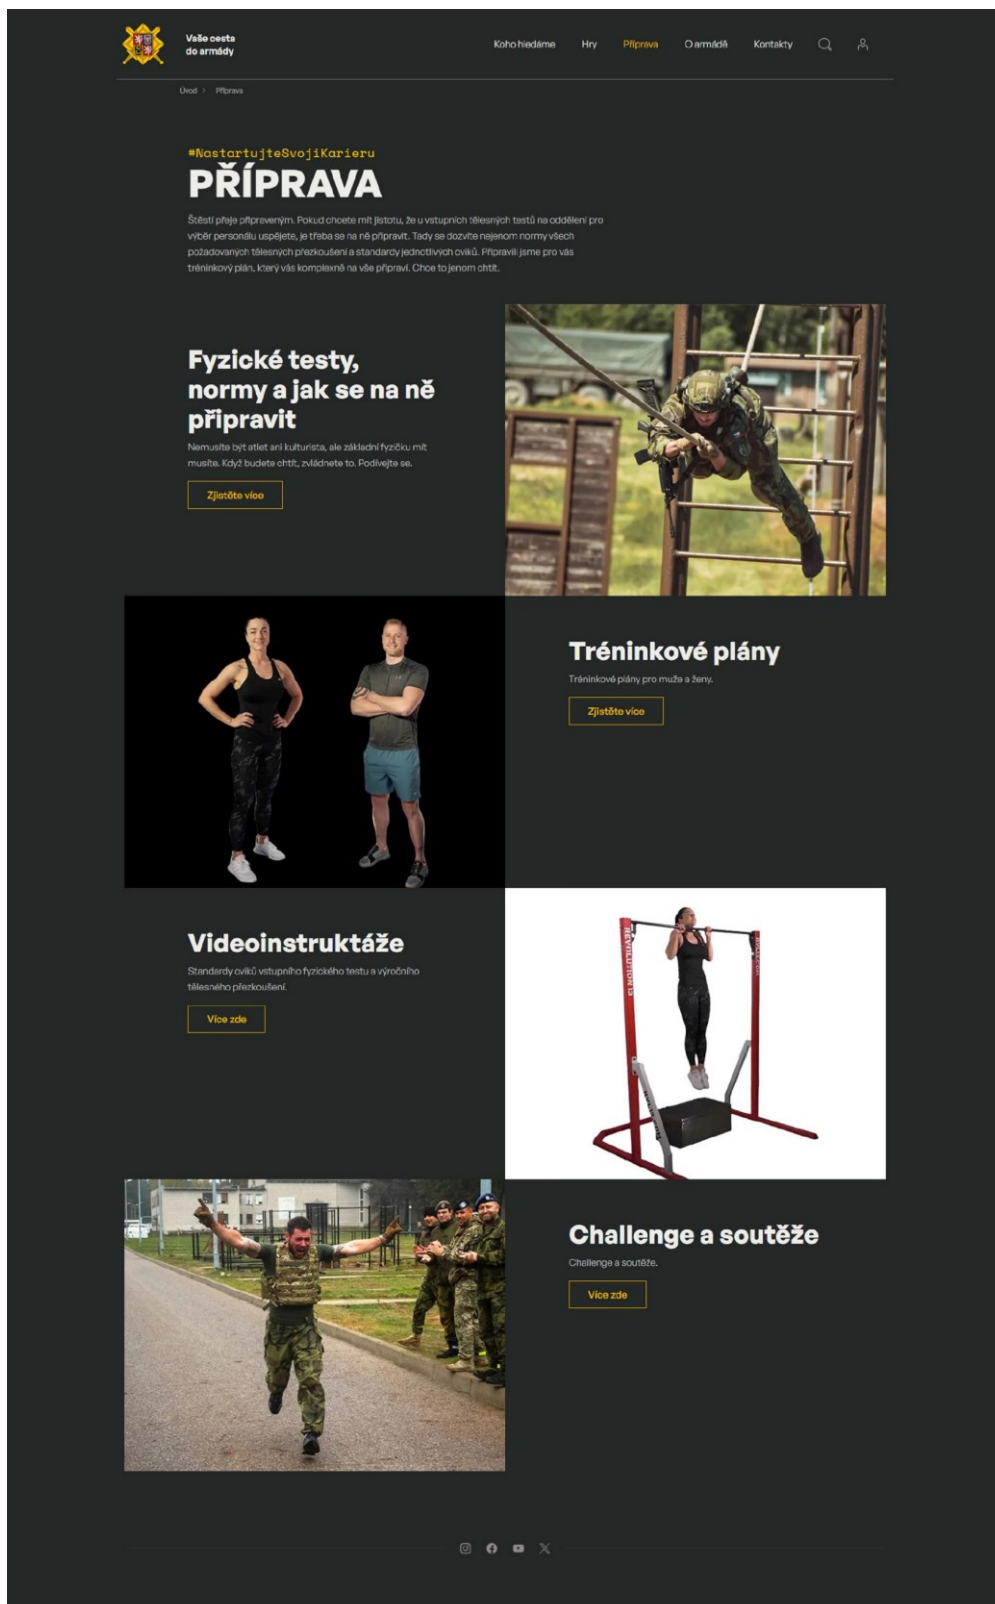 Vaše cesta
do armády
Koho hledáme Hry Příprava O armádě Kontakty
Úvod > Příprava
#NastartujteSvojiKarieru
PŘÍPRAVA
Štěstí přeje připraveným. Pokud chcete mít jistotu, že u vstupních tělesných testů na oddělení pro
výběr personálu uspějete, je třeba se na ně připravit. Tady se dozvíte nejenom normy všech
požadovaných tělesných přezkoušení a standardy jednotlivých cviků. Připravili jsme pro vás
tréninkový plán, který vás komplexně na vše připraví. Chce to jenom chtít.
Fyzické testy,
normy a jak se na ně
připravit
Nemusíte být atlet ani kulturista, ale základní fyzičku mít
musíte. Když budete chtít, zvládnete to. Podívejte se.
Zjistěte více
Tréninkové plány
Tréninkové plány pro muže a ženy.
Zjistěte více
Videoinstruktáže
Standardy cviků vstupního fyzického testu a výročního
tělesného přezkoušení.
Více zde
REVOLUTION 13
Challenge a soutěže
Challenge a soutěže.
Více zde